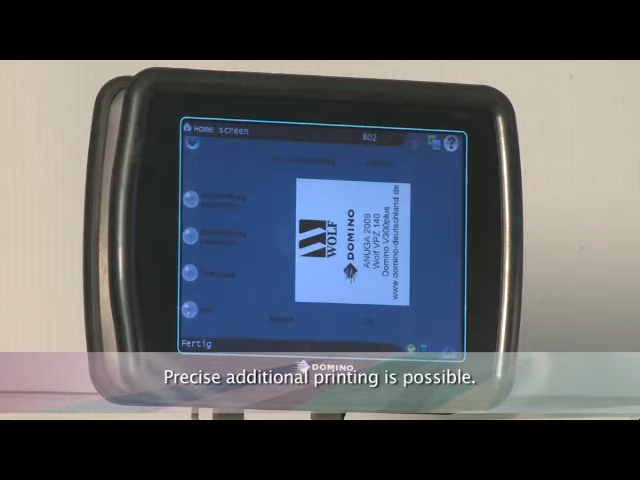 Home screen
802
WOLF
DOMINO
ANUGA 2009
Wolf VPZ 140
Domino V300plus
www.domino-deutschland.de
Fertig
DOMINO
Precise additional printing is possible.